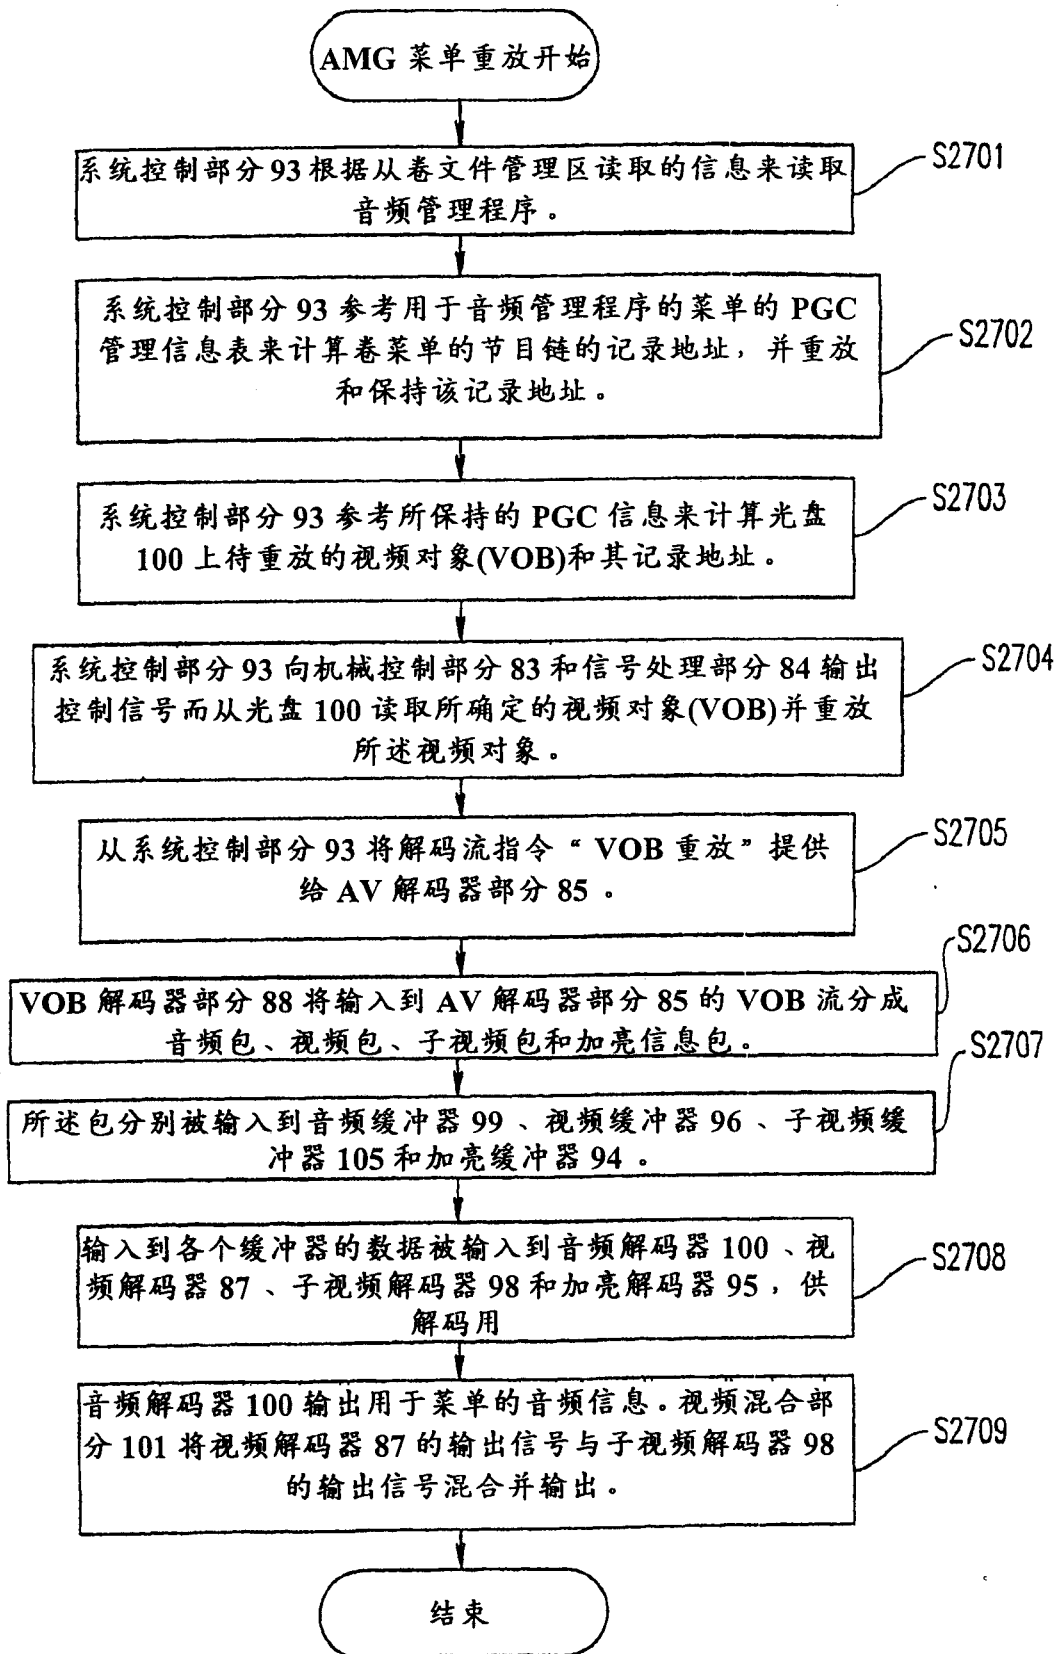 AMG 菜单重放开始
系统控制部分 93 根据从卷文件管理区读取的信息来读取
音频管理程序。
S2701
系统控制部分 93 参考用于音频管理程序的菜单的 PGC
管理信息表来计算卷菜单的节目链的记录地址，并重放
和保持该记录地址。
S2702
系统控制部分 93 参考所保持的 PGC 信息来计算光盘
100 上待重放的视频对象(VOB)和其记录地址。
S2703
系统控制部分 93 向机械控制部分 83 和信号处理部分 84 输出
控制信号而从光盘 100 读取所确定的视频对象(VOB)并重放
所述视频对象。
S2704
从系统控制部分 93 将解码流指令“VOB 重放”提供
给 AV 解码器部分 85 。
S2705
VOB 解码器部分 88 将输入到 AV 解码器部分 85 的 VOB 流分成
音频包、视频包、子视频包和加亮信息包。
S2706
所述包分别被输入到音频缓冲器 99 、视频缓冲器 96 、子视频缓
冲器 105 和加亮缓冲器 94 。
S2707
输入到各个缓冲器的数据被输入到音频解码器 100 、视
频解码器 87 、子视频解码器 98 和加亮解码器 95 ，供
解码用
S2708
音频解码器 100 输出用于菜单的音频信息。视频混合部
分 101 将视频解码器 87 的输出信号与子视频解码器 98
的输出信号混合并输出。
S2709
结束